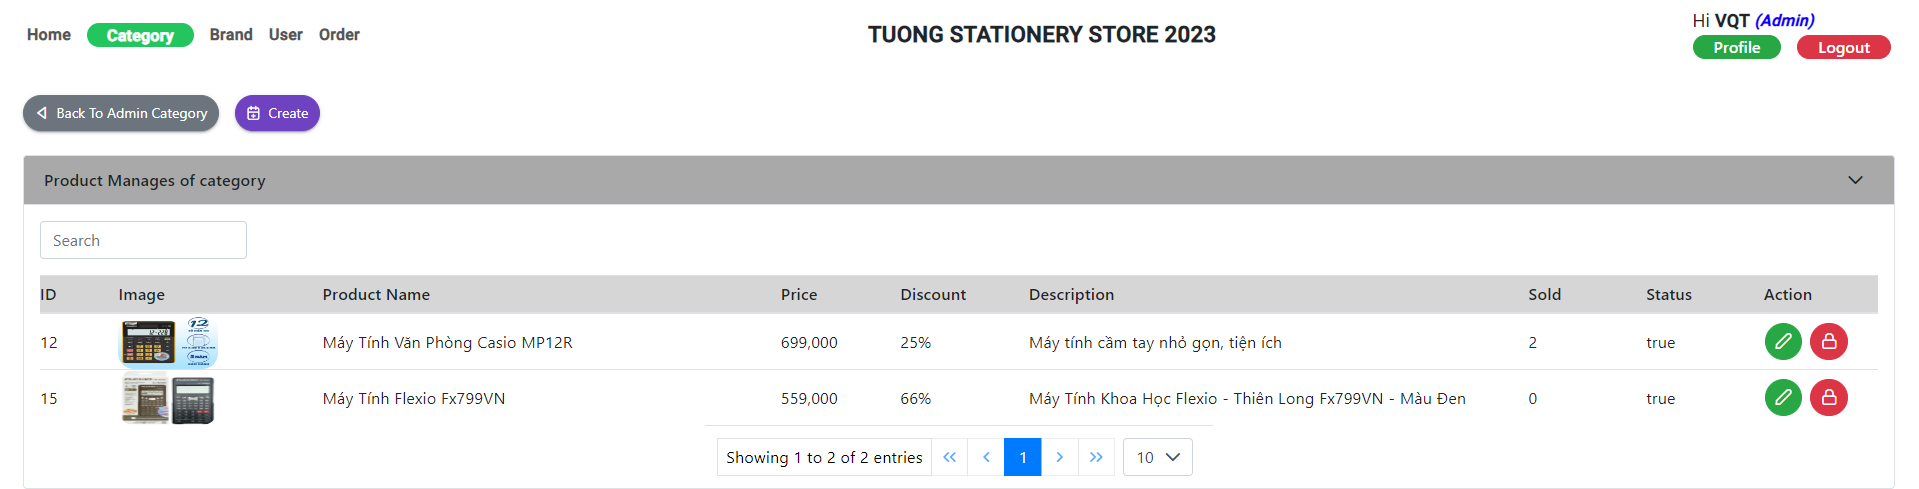 Home Category Brand User Order
TUONG STATIONERY STORE 2023
Hi VQT (Admin)
Profile Logout
Back To Admin Category Create
Product Manages of category
Search
ID Image Product Name Price Discount Description Sold Status Action
12 Máy Tính Văn Phòng Casio MP12R 699,000 25% Máy tính cầm tay nhỏ gọn, tiện ích 2 true
15 Máy Tính Flexio Fx799VN 559,000 66% Máy Tính Khoa Học Flexio - Thiên Long Fx799VN - Màu Đen 0 true
Showing 1 to 2 of 2 entries « ‹ 1 › » 10